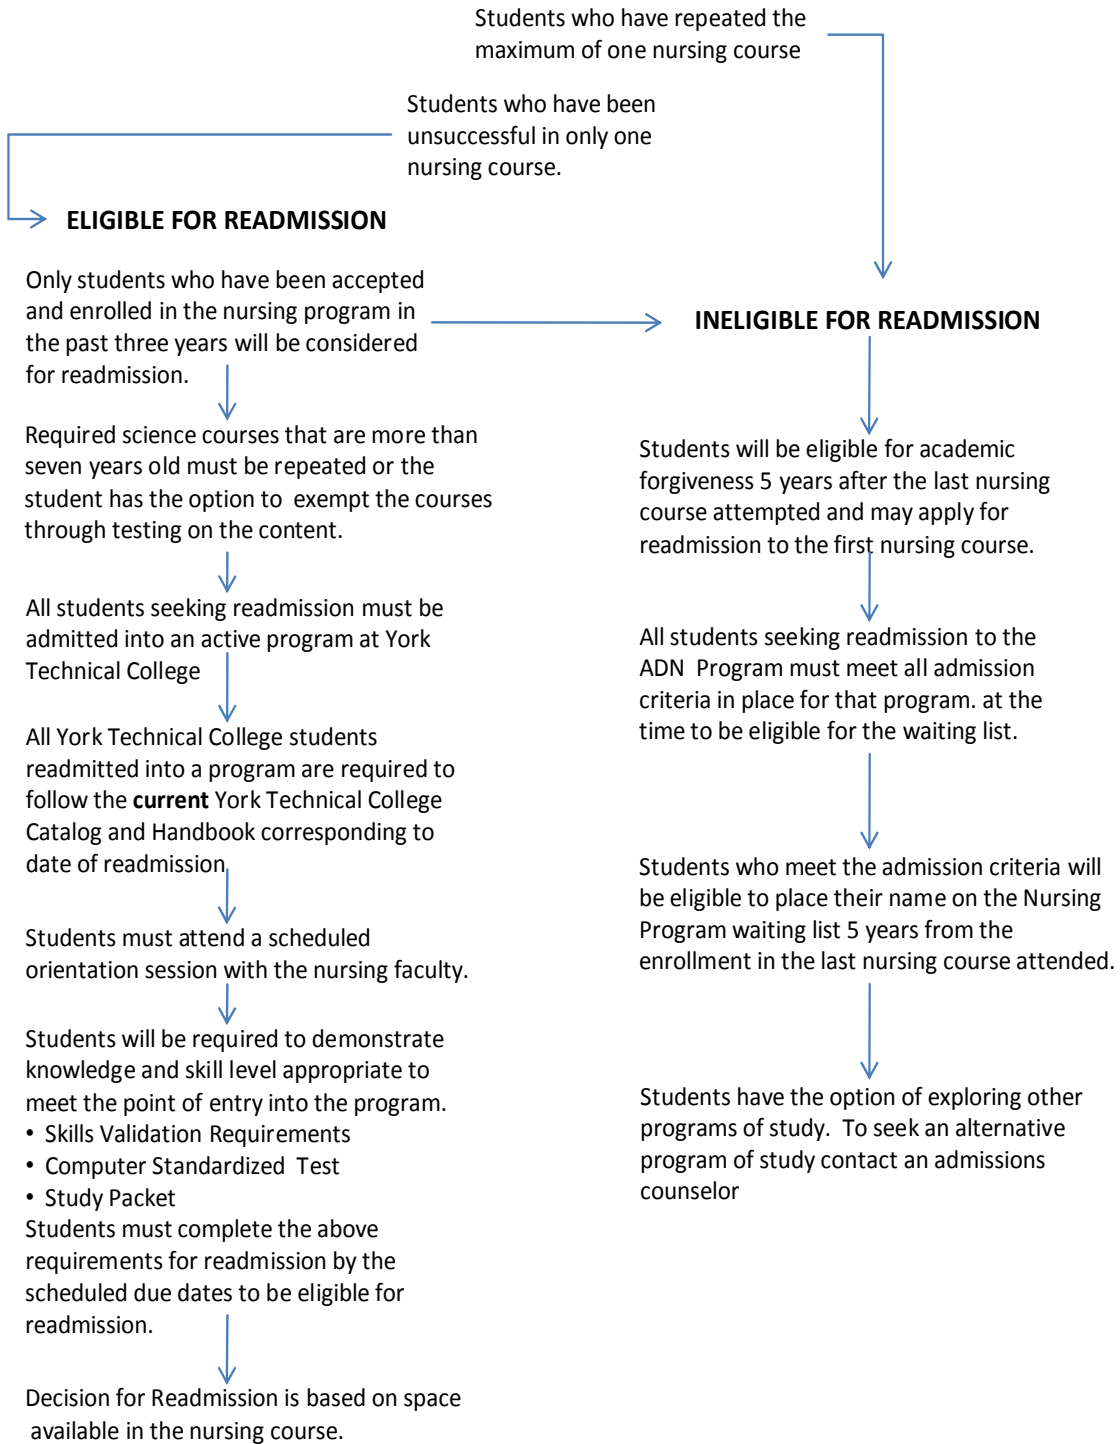 Students who have repeated the
maximum of one nursing course
Students who have been
unsuccessful in only one
nursing course.
ELIGIBLE FOR READMISSION
Only students who have been accepted
and enrolled in the nursing program in
the past three years will be considered
for readmission.
Required science courses that are more than
seven years old must be repeated or the
student has the option to exempt the courses
through testing on the content.
All students seeking readmission must be
admitted into an active program at York
Technical College
All York Technical College students
readmitted into a program are required to
follow the current York Technical College
Catalog and Handbook corresponding to
date of readmission
Students must attend a scheduled
orientation session with the nursing faculty.
Students will be required to demonstrate
knowledge and skill level appropriate to
meet the point of entry into the program.
• Skills Validation Requirements
• Computer Standardized Test
• Study Packet
Students must complete the above
requirements for readmission by the
scheduled due dates to be eligible for
readmission.
Decision for Readmission is based on space
available in the nursing course.
INELIGIBLE FOR READMISSION
Students will be eligible for academic
forgiveness 5 years after the last nursing
course attempted and may apply for
readmission to the first nursing course.
All students seeking readmission to the
ADN Program must meet all admission
criteria in place for that program. at the
time to be eligible for the waiting list.
Students who meet the admission criteria will
be eligible to place their name on the Nursing
Program waiting list 5 years from the
enrollment in the last nursing course attended.
Students have the option of exploring other
programs of study. To seek an alternative
program of study contact an admissions
counselor